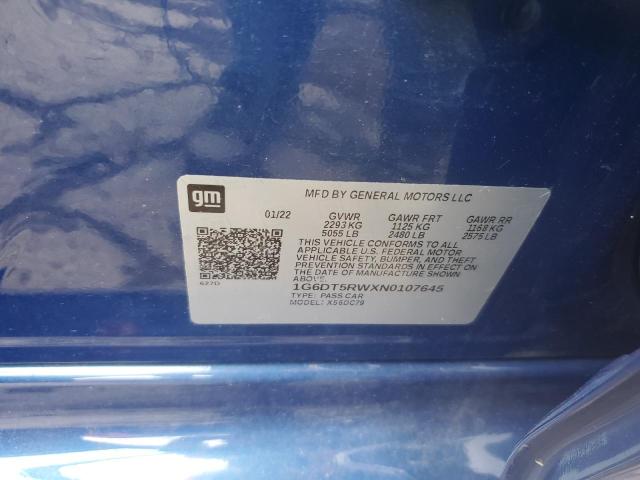 gm
MFD BY GENERAL MOTORS LLC
01/22 GVWR GAWR FRT GAWR RR
2293 KG 1125 KG 1168 KG
5055 LB 2480 LB 2575 LB
THIS VEHICLE CONFORMS TO ALL APPLICABLE
U.S. FEDERAL MOTOR
VEHICLE SAFETY, BUMPER, AND THEFT
PREVENTION STANDARDS IN EFFECT ON
THE DATE OF MANUFACTURE SHOWN
ABOVE.
627D
1G6DT5RWXN0107645
TYPE: PASS CAR
MODEL: X56DC79